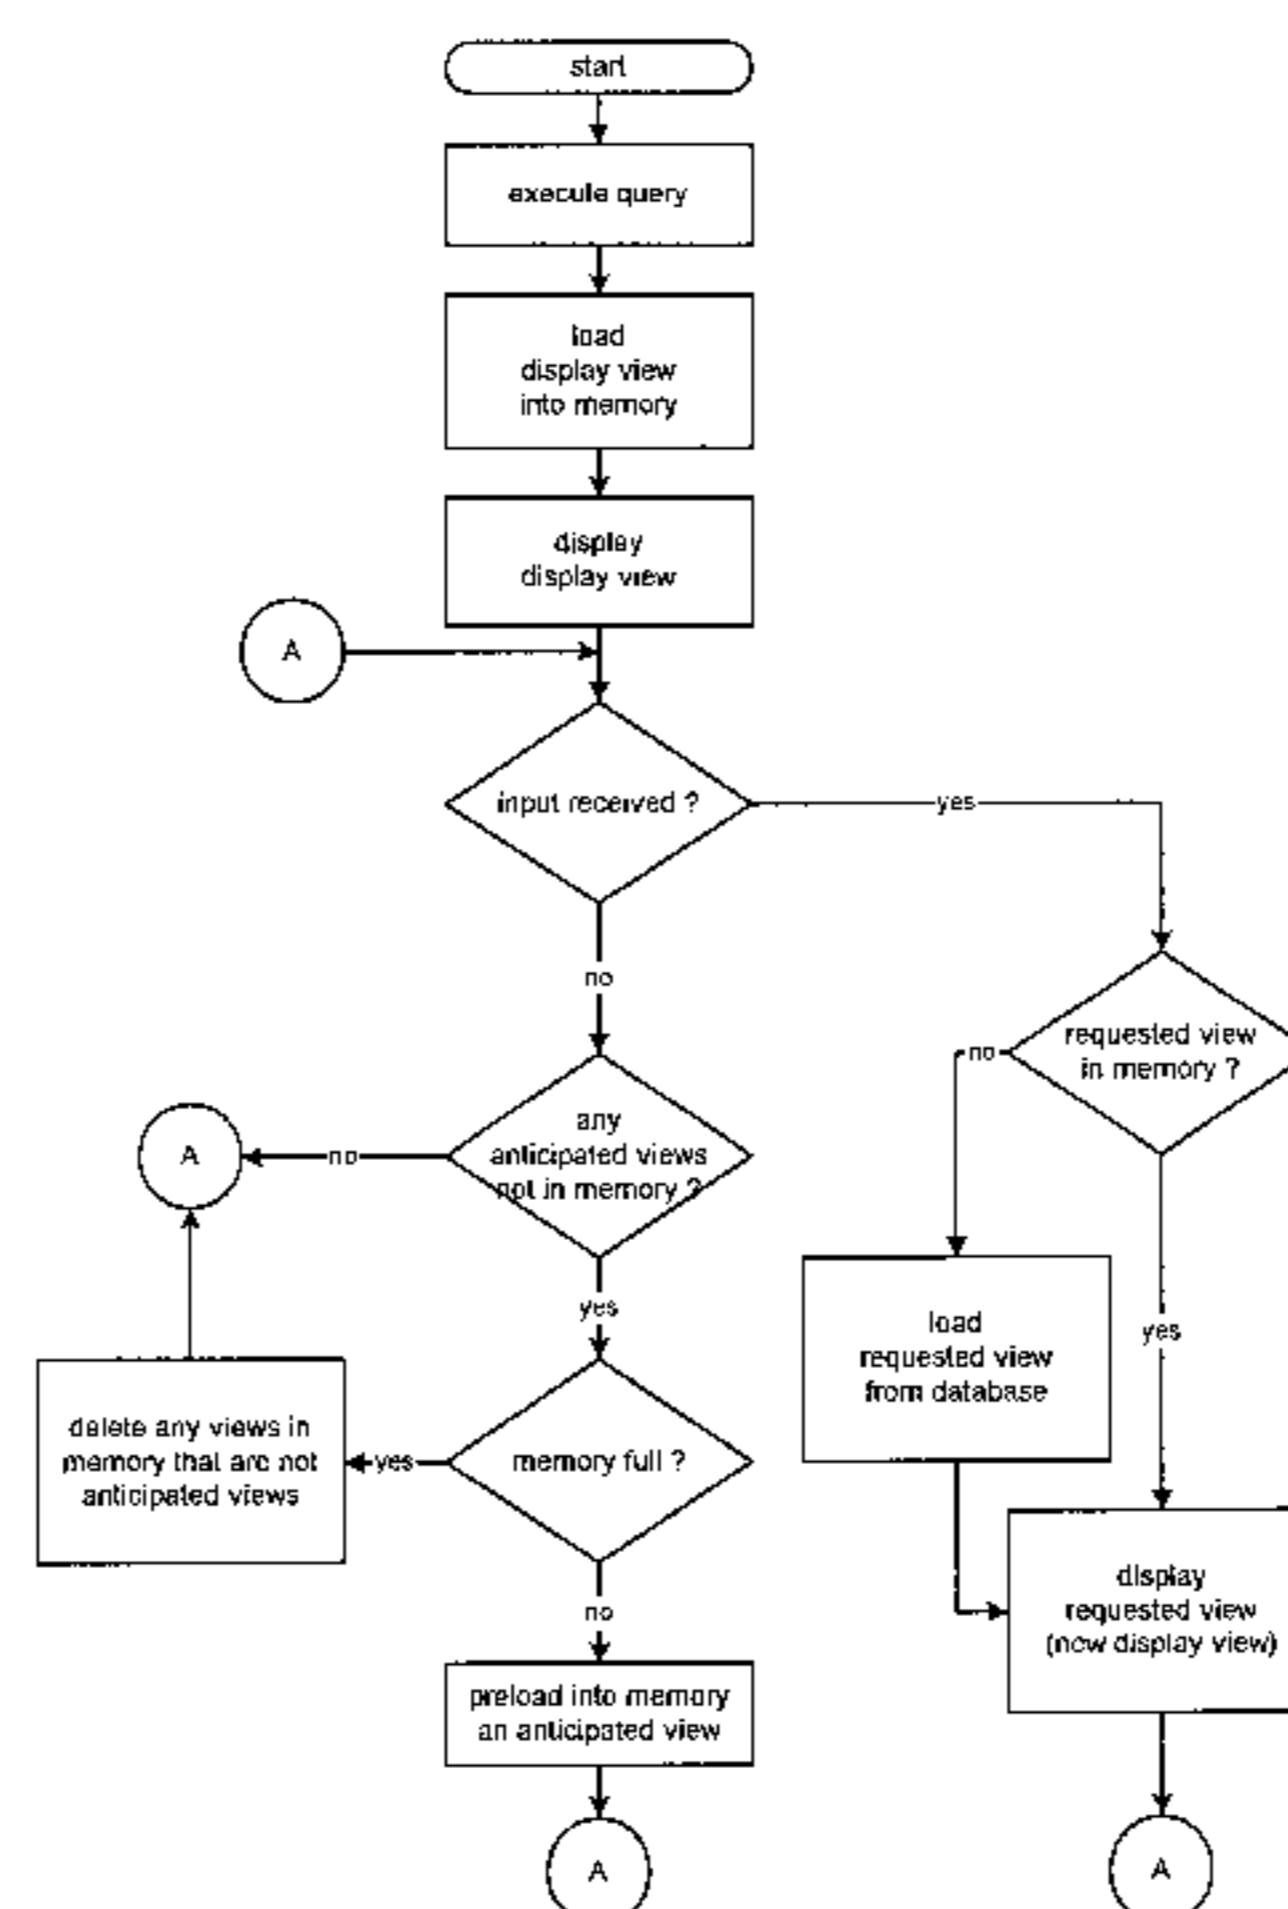 start
execute query
load
display view
into memory
display
display view
A
input received ?
yes
no
requested view
in memory ?
no
any
anticipated views
not in memory ?
no
A
yes
load
requested view
from database
yes
delete any views in
memory that are not
anticipated views
yes
memory full ?
display
requested view
(new display view)
no
preload into memory
an anticipated view
A
A